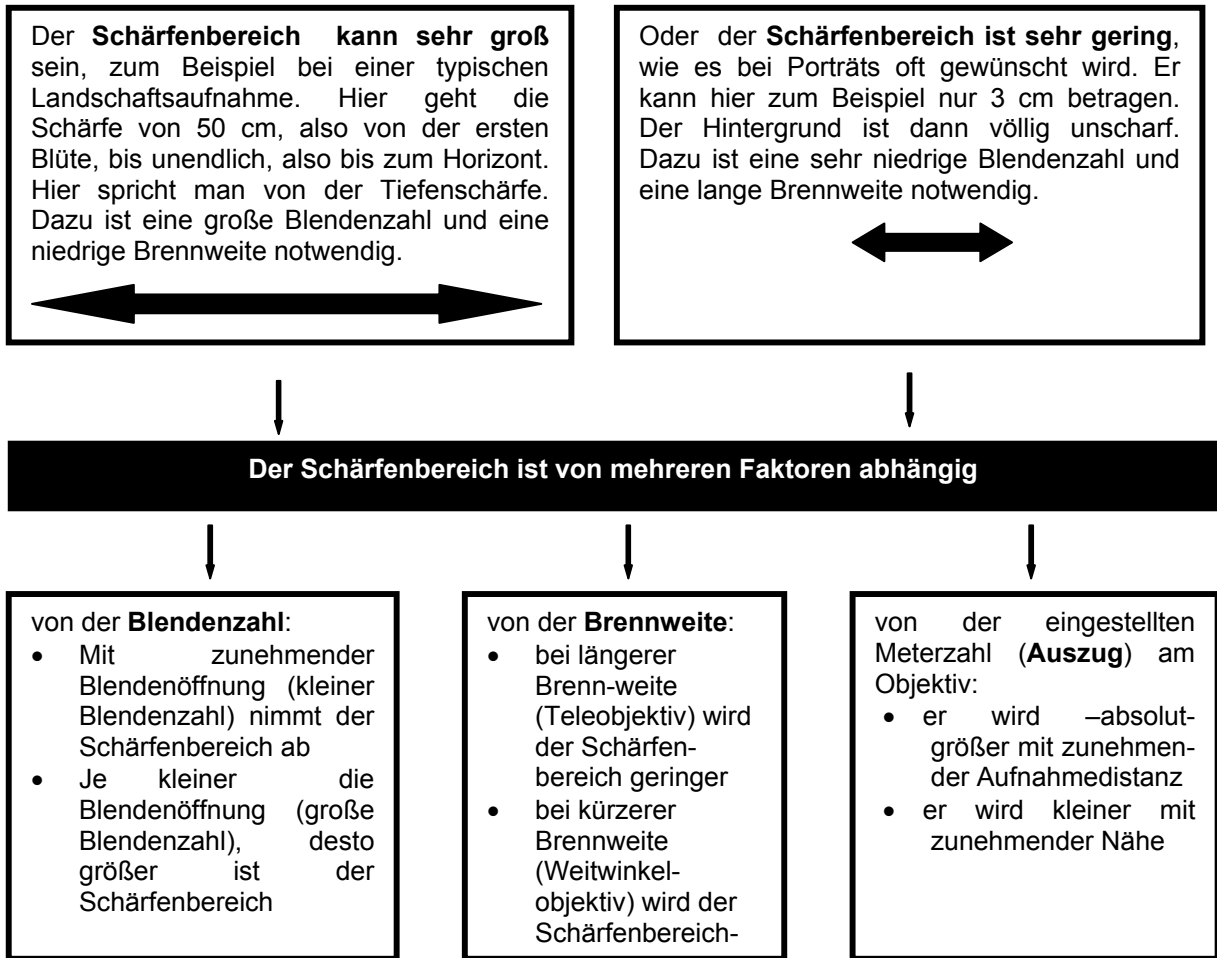 Der Schärfenbereich kann sehr groß
sein, zum Beispiel bei einer typischen
Landschaftsaufnahme. Hier geht die
Schärfe von 50 cm, also von der ersten
Blüte, bis unendlich, also bis zum Horizont.
Hier spricht man von der Tiefenschärfe.
Dazu ist eine große Blendenzahl und eine
niedrige Brennweite notwendig.
Oder der Schärfenbereich ist sehr gering,
wie es bei Porträts oft gewünscht wird. Er
kann hier zum Beispiel nur 3 cm betragen.
Der Hintergrund ist dann völlig unscharf.
Dazu ist eine sehr niedrige Blendenzahl und
eine lange Brennweite notwendig.
Der Schärfenbereich ist von mehreren Faktoren abhängig
von der Blendenzahl:
• Mit zunehmender
Blendenöffnung (kleiner
Blendenzahl) nimmt der
Schärfenbereich ab
• Je kleiner die
Blendenöffnung (große
Blendenzahl), desto
größer ist der
Schärfenbereich
von der Brennweite:
• bei längerer
Brenn-weite
(Teleobjektiv) wird
der Schärfen-
bereich geringer
• bei kürzerer
Brennweite
(Weitwinkel-
objektiv) wird der
Schärfenbereich-
von der eingestellten
Meterzahl (Auszug) am
Objektiv:
• er wird –absolut-
größer mit zunehmen-
der Aufnahmedistanz
• er wird kleiner mit
zunehmender Nähe